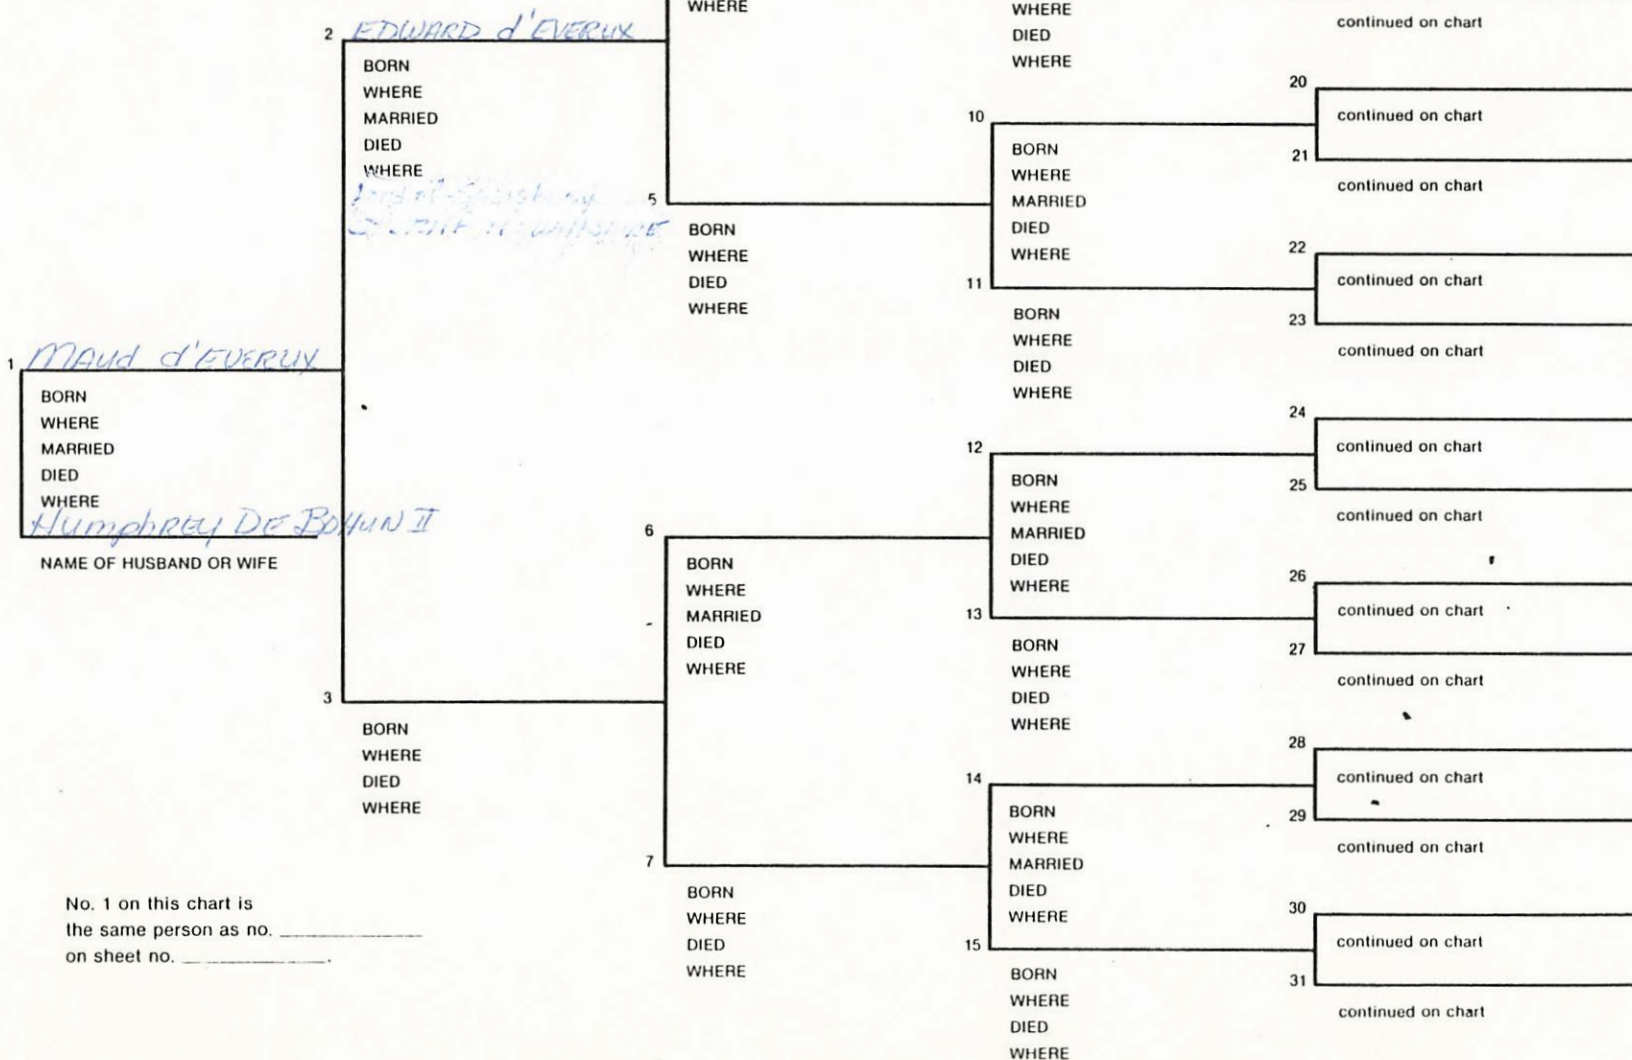 WHERE
2 EDWARD d'EVERUX
BORN
WHERE
MARRIED
DIED
WHERE
Lord of Salisbury
SHERIFF of WILTSHIRE
1 MAUd d'EVERUX
BORN
WHERE
MARRIED
DIED
WHERE
HumphREy DE BOHUN II
NAME OF HUSBAND OR WIFE
3
BORN
WHERE
DIED
WHERE
No. 1 on this chart is
the same person as no.
on sheet no.
5
BORN
WHERE
DIED
WHERE
6
BORN
WHERE
MARRIED
DIED
WHERE
7
BORN
WHERE
DIED
WHERE
WHERE
DIED
WHERE
10
BORN
WHERE
MARRIED
DIED
WHERE
11
BORN
WHERE
DIED
WHERE
12
BORN
WHERE
MARRIED
DIED
WHERE
13
BORN
WHERE
DIED
WHERE
14
BORN
WHERE
MARRIED
DIED
WHERE
15
BORN
WHERE
DIED
WHERE
continued on chart
20
continued on chart
21
continued on chart
22
continued on chart
23
continued on chart
24
continued on chart
25
continued on chart
26
continued on chart
27
continued on chart
28
continued on chart
29
continued on chart
30
continued on chart
31
continued on chart